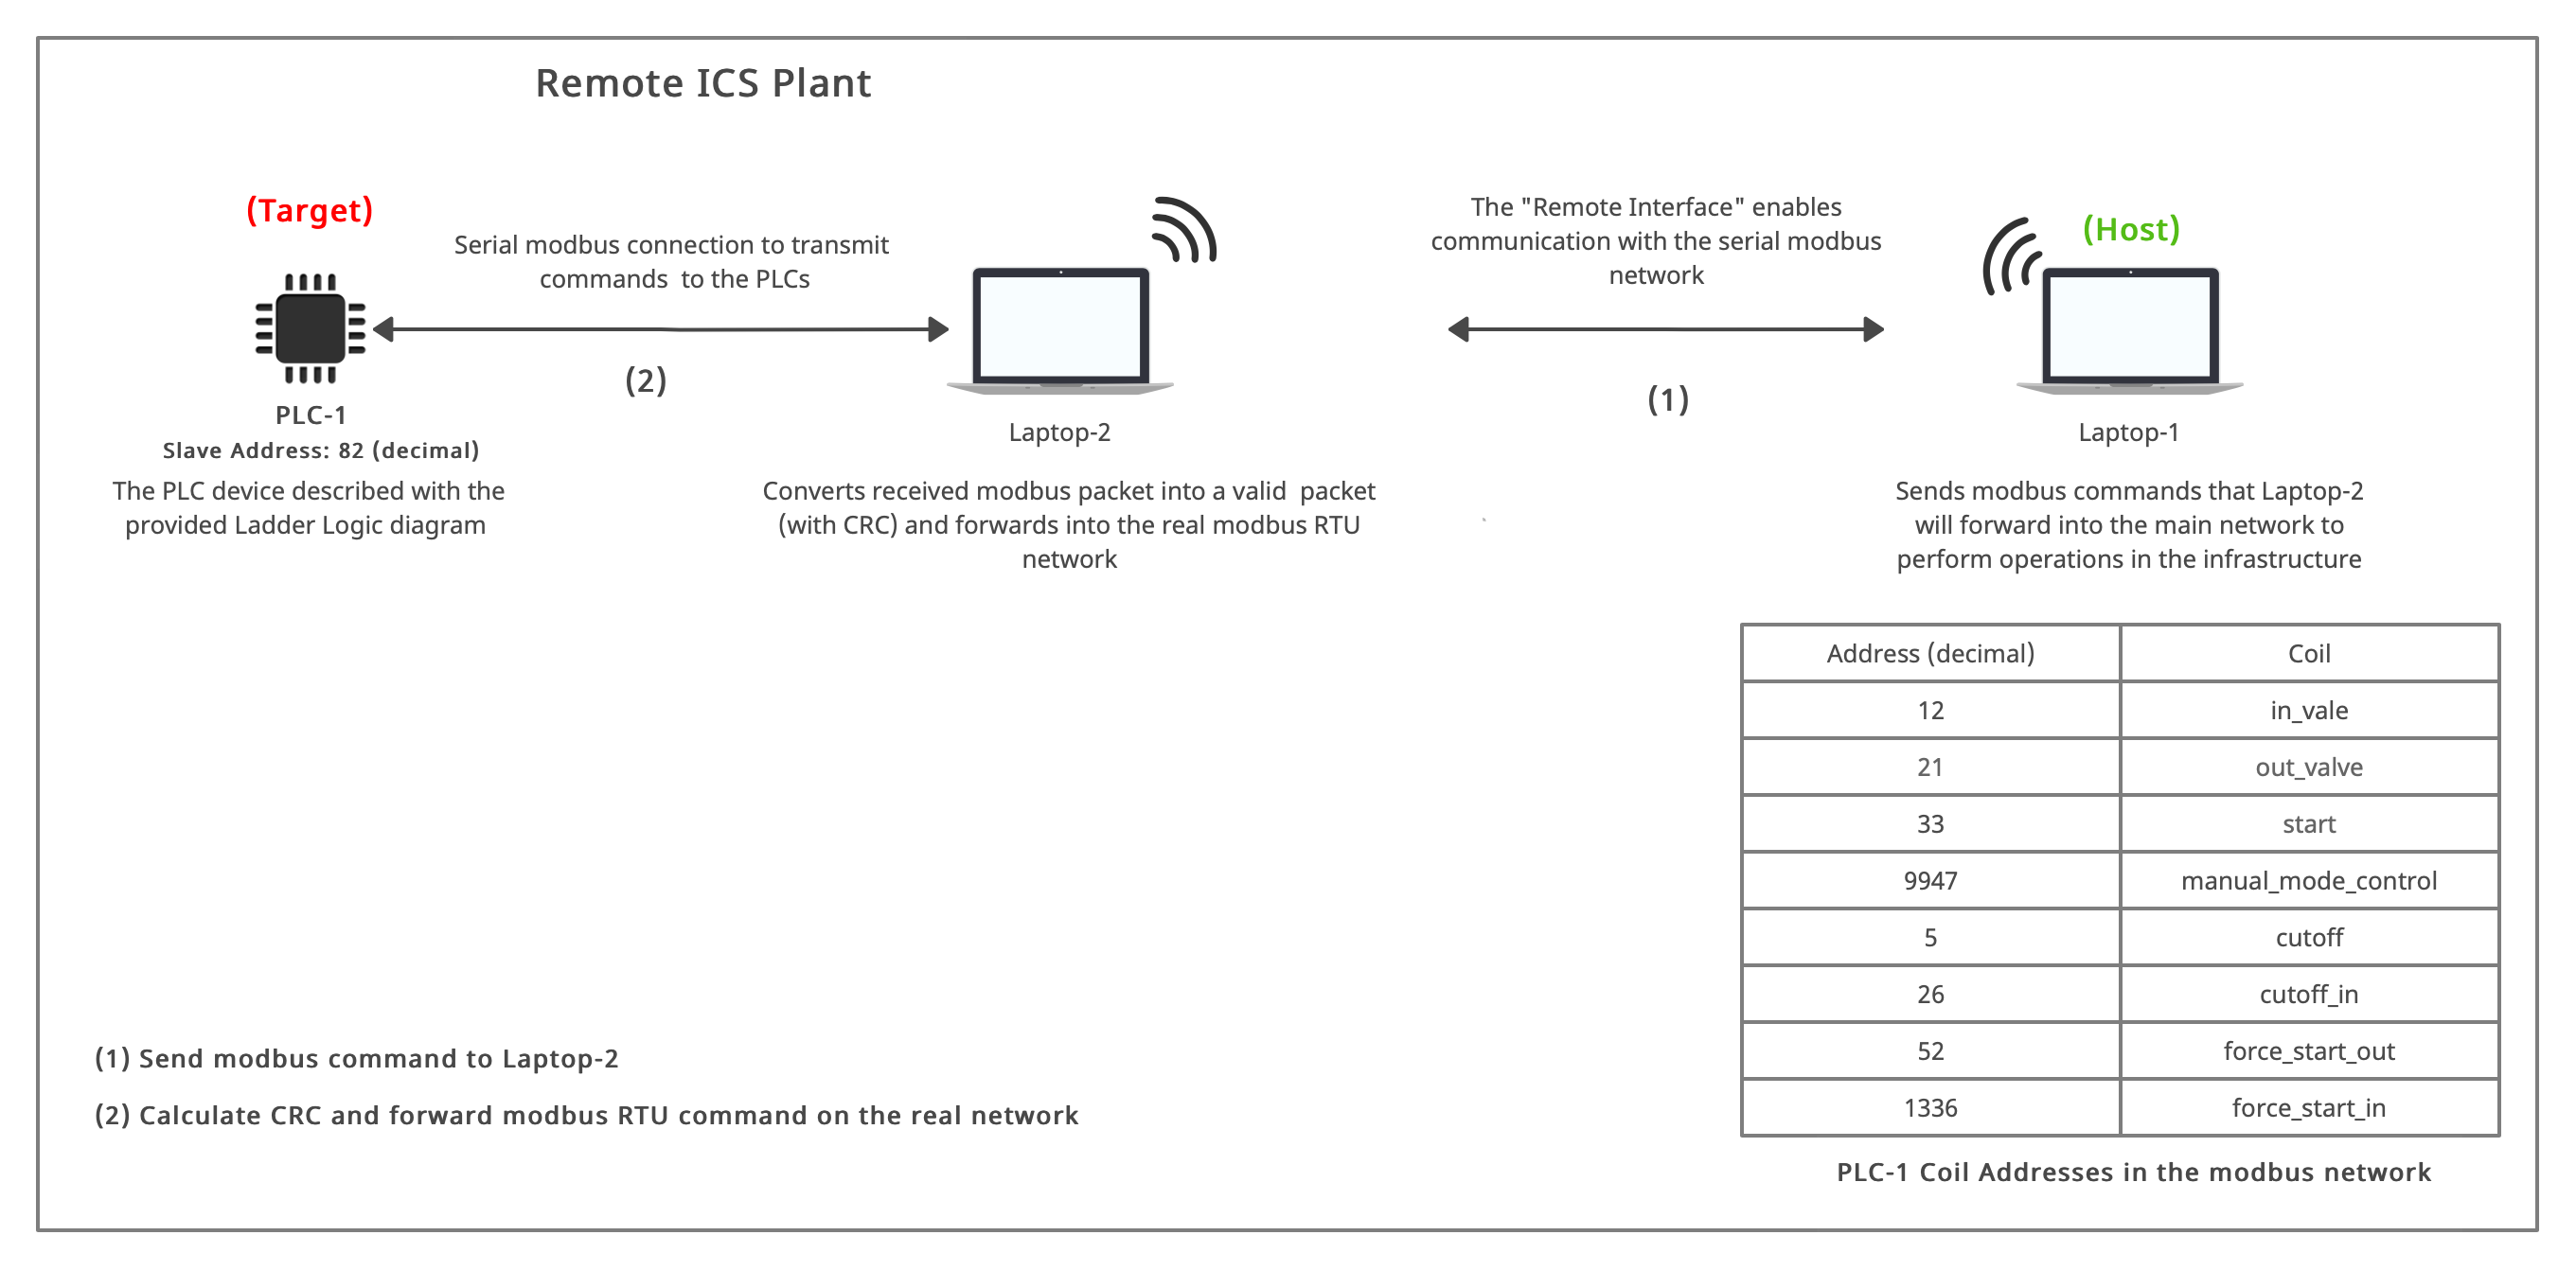 Remote ICS Plant
(Target)
Serial modbus connection to transmit
commands  to the PLCs
(2)
PLC-1
Slave Address: 82 (decimal)
The PLC device described with the
provided Ladder Logic diagram
Laptop-2
Converts received modbus packet into a valid  packet
(with CRC) and forwards into the real modbus RTU
network
The "Remote Interface" enables
communication with the serial modbus
network
(1)
(Host)
Laptop-1
Sends modbus commands that Laptop-2
will forward into the main network to
perform operations in the infrastructure
Address (decimal) Coil
12 in_vale
21 out_valve
33 start
9947 manual_mode_control
5 cutoff
26 cutoff_in
52 force_start_out
1336 force_start_in
PLC-1 Coil Addresses in the modbus network
(1) Send modbus command to Laptop-2
(2) Calculate CRC and forward modbus RTU command on the real network